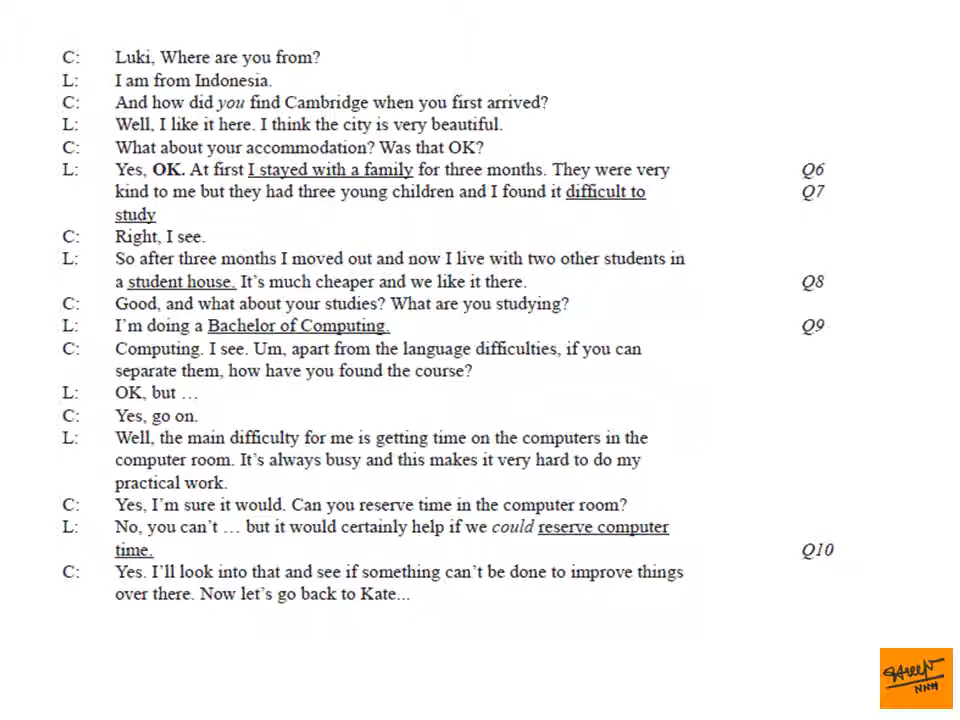 C: Luki, Where are you from?
L: I am from Indonesia.
C: And how did you find Cambridge when you first arrived?
L: Well, I like it here. I think the city is very beautiful.
C: What about your accommodation? Was that OK?
L: Yes, OK. At first I stayed with a family for three months. They were very Q6
kind to me but they had three young children and I found it difficult to Q7
study
C: Right, I see.
L: So after three months I moved out and now I live with two other students in
a student house. It's much cheaper and we like it there. Q8
C: Good, and what about your studies? What are you studying?
L: I'm doing a Bachelor of Computing. Q9
C: Computing. I see. Um, apart from the language difficulties, if you can
separate them, how have you found the course?
L: OK, but …
C: Yes, go on.
L: Well, the main difficulty for me is getting time on the computers in the
computer room. It's always busy and this makes it very hard to do my
practical work.
C: Yes, I'm sure it would. Can you reserve time in the computer room?
L: No, you can't … but it would certainly help if we could reserve computer
time. Q10
C: Yes. I'll look into that and see if something can't be done to improve things
over there. Now let's go back to Kate...
NNH